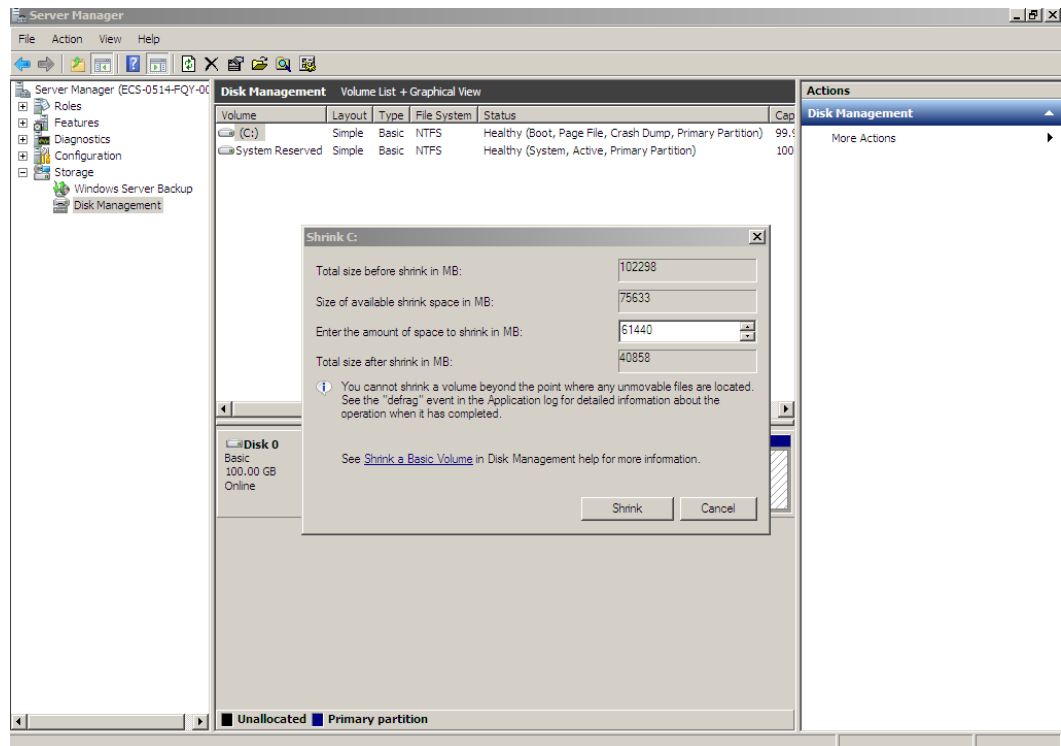 Server Manager
File Action View Help
Server Manager (ECS-0514-FQY-00
Roles
Features
Diagnostics
Configuration
Storage
Windows Server Backup
Disk Management
Disk Management Volume List + Graphical View
Volume Layout Type File System Status Cap
(C:) Simple Basic NTFS Healthy (Boot, Page File, Crash Dump, Primary Partition) 99.9
System Reserved Simple Basic NTFS Healthy (System, Active, Primary Partition) 100
Shrink C:
Total size before shrink in MB: 102298
Size of available shrink space in MB: 75633
Enter the amount of space to shrink in MB: 61440
Total size after shrink in MB: 40858
You cannot shrink a volume beyond the point where any unmovable files are located.
See the "defrag" event in the Application log for detailed information about the
operation when it has completed.
See Shrink a Basic Volume in Disk Management help for more information.
Shrink Cancel
Disk 0
Basic
100.00 GB
Online
Unallocated Primary partition
Actions
Disk Management
More Actions